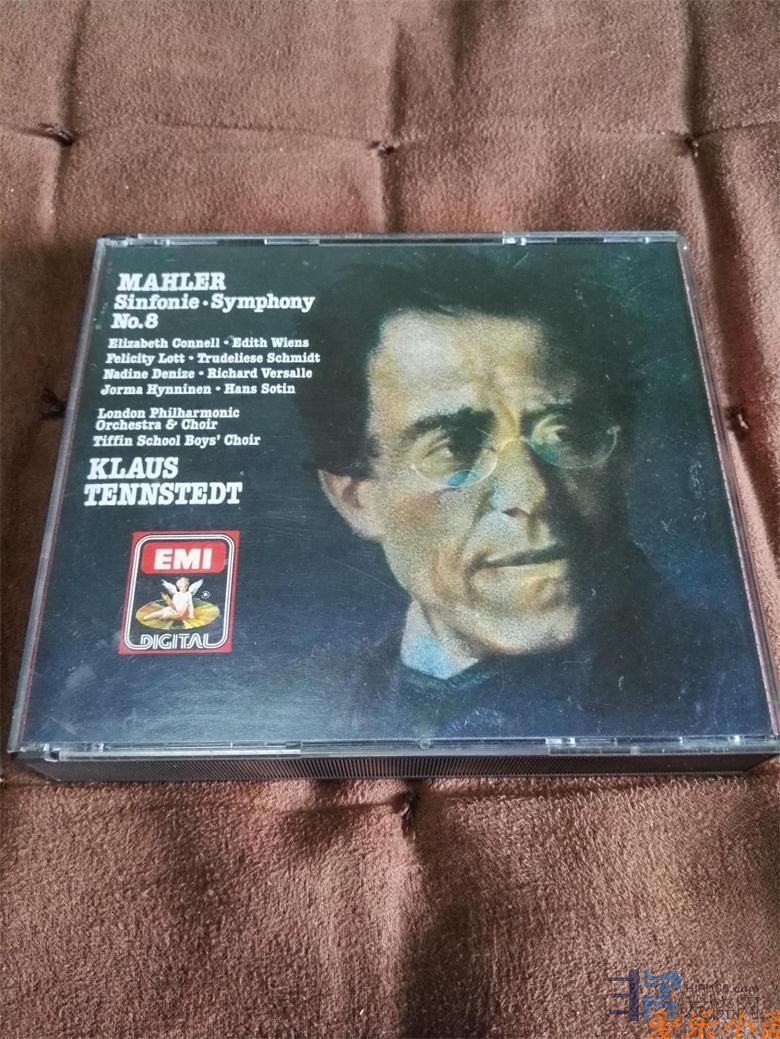 MAHLER
Sinfonie · Symphony
No.8
Elizabeth Connell · Edith Wiens
Felicity Lott · Trudeliese Schmidt
Nadine Denize · Richard Versalle
Jorma Hynninen · Hans Sotin
London Philharmonic
Orchestra & Choir
Tiffin School Boys' Choir
KLAUS
TENNSTEDT
EMI
®
DIGITAL